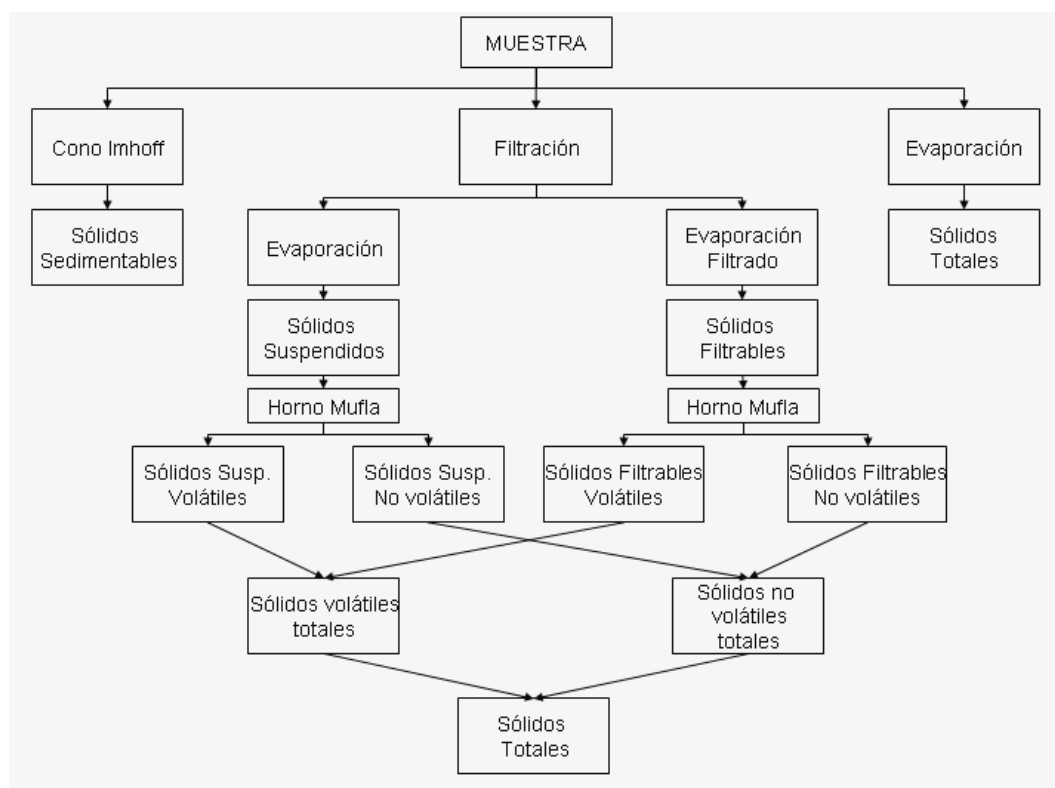 MUESTRA
Cono Imhoff
Filtración
Evaporación
Sólidos
Sedimentables
Evaporación
Evaporación
Filtrado
Sólidos
Totales
Sólidos
Suspendidos
Sólidos
Filtrables
Horno Mufla
Horno Mufla
Sólidos Susp.
Volátiles
Sólidos Susp.
No volátiles
Sólidos Filtrables
Volátiles
Sólidos Filtrables
No volátiles
Sólidos volátiles
totales
Sólidos no
volátiles
totales
Sólidos
Totales